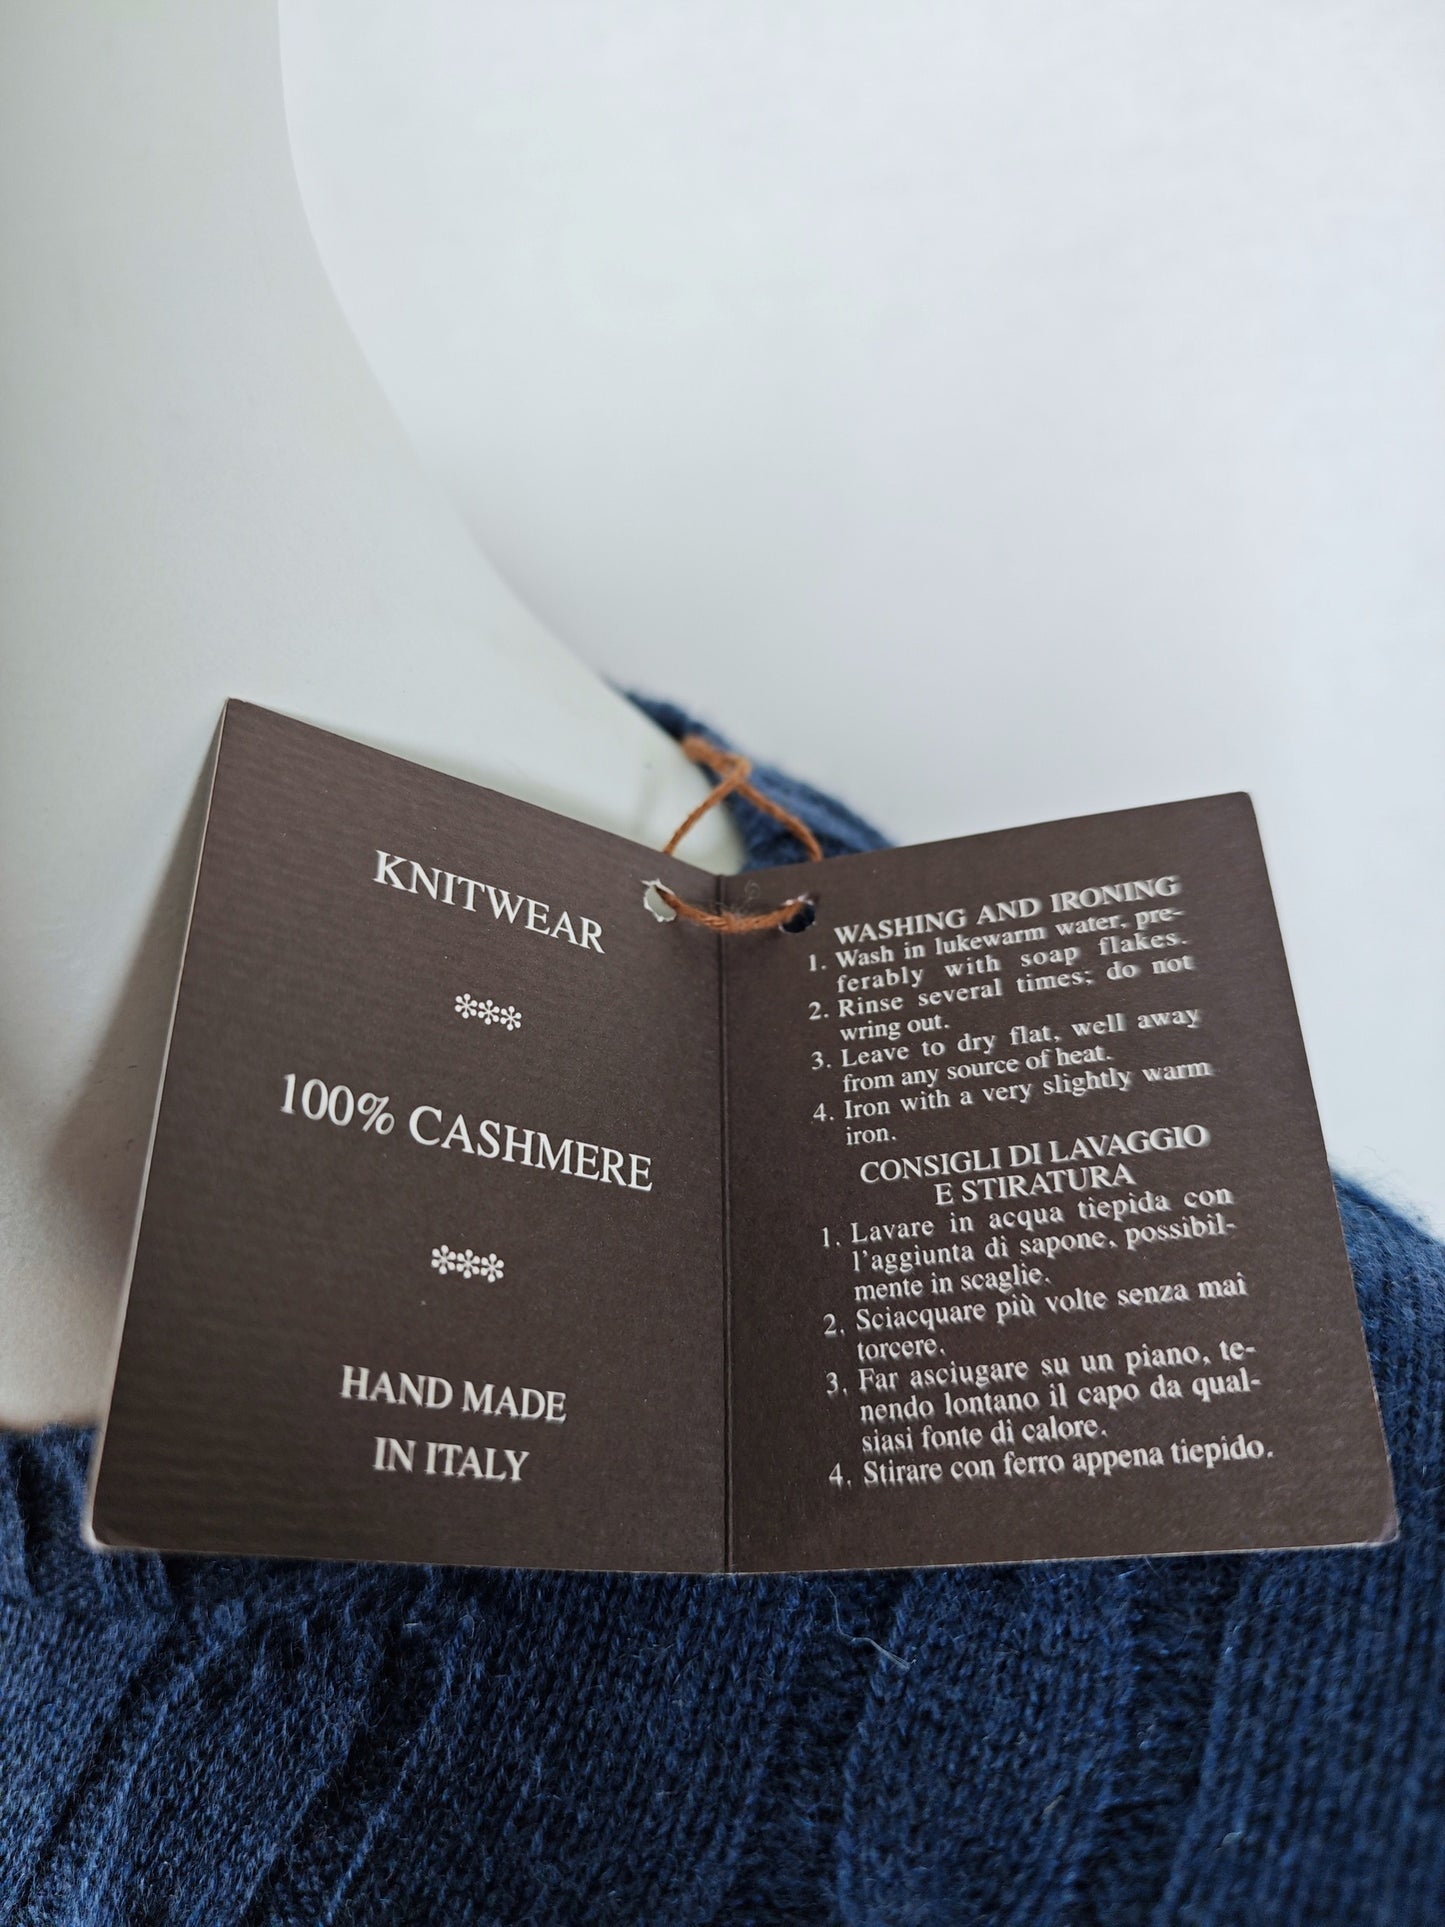 KNITWEAR
***
100% CASHMERE
***
HAND MADE
IN ITALY
WASHING AND IRONING
1. Wash in lukewarm water, pre-
ferably with soap flakes.
2. Rinse several times; do not
wring out.
3. Leave to dry flat, well away
from any source of heat.
4. Iron with a very slightly warm
iron.
CONSIGLI DI LAVAGGIO
E STIRATURA
1. Lavare in acqua tiepida con
l'aggiunta di sapone, possibil-
mente in scaglie.
2. Sciacquare più volte senza mai
torcere.
3. Far asciugare su un piano, te-
nendo lontano il capo da qual-
siasi fonte di calore.
4. Stirare con ferro appena tiepido.